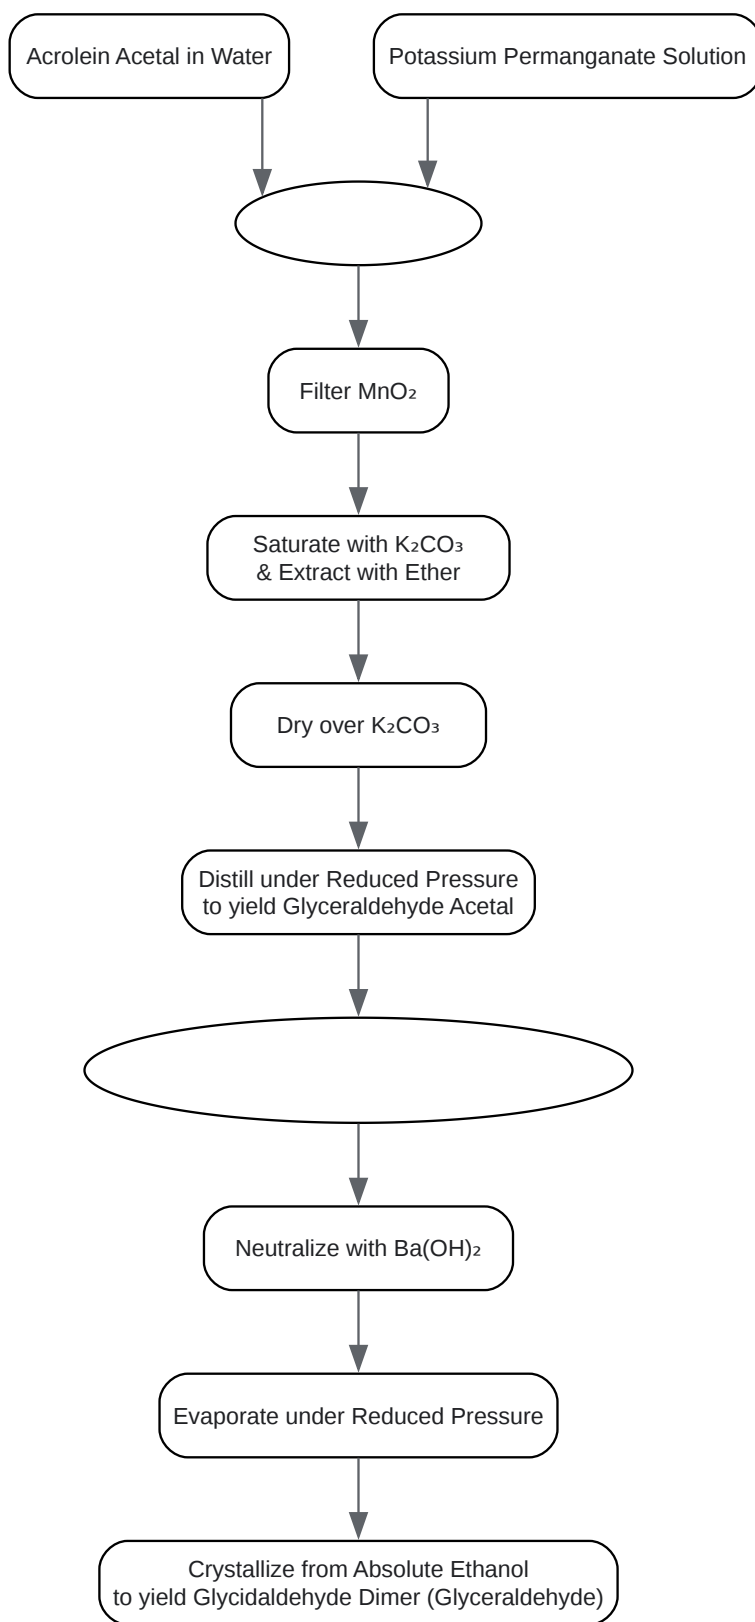 Acrolein Acetal in Water
Potassium Permanganate Solution
Filter MnO₂
Saturate with K₂CO₃
& Extract with Ether
Dry over K₂CO₃
Distill under Reduced Pressure
to yield Glyceraldehyde Acetal
Neutralize with Ba(OH)₂
Evaporate under Reduced Pressure
Crystallize from Absolute Ethanol
to yield Glycidaldehyde Dimer (Glyceraldehyde)